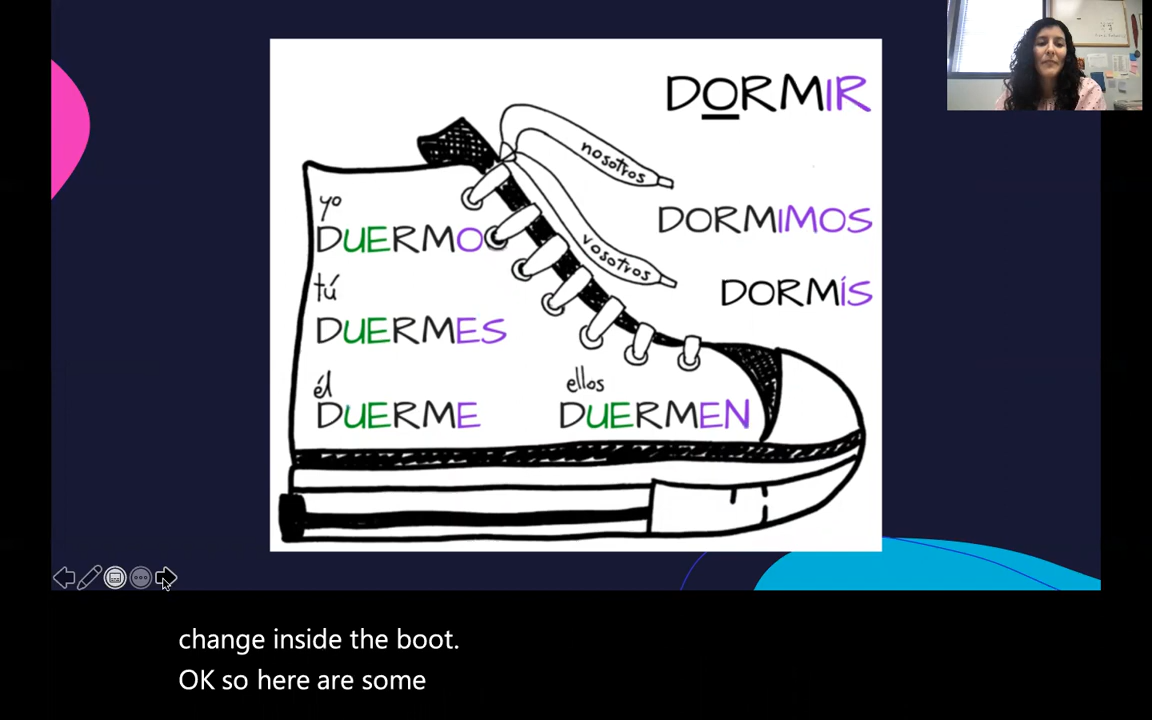 DORMIR
nosotros
yo
DORMIMOS
DUERMO
vosotros
tú
DORMÍS
DUERMES
él
ellos
DUERME
DUERMEN
change inside the boot.
OK so here are some